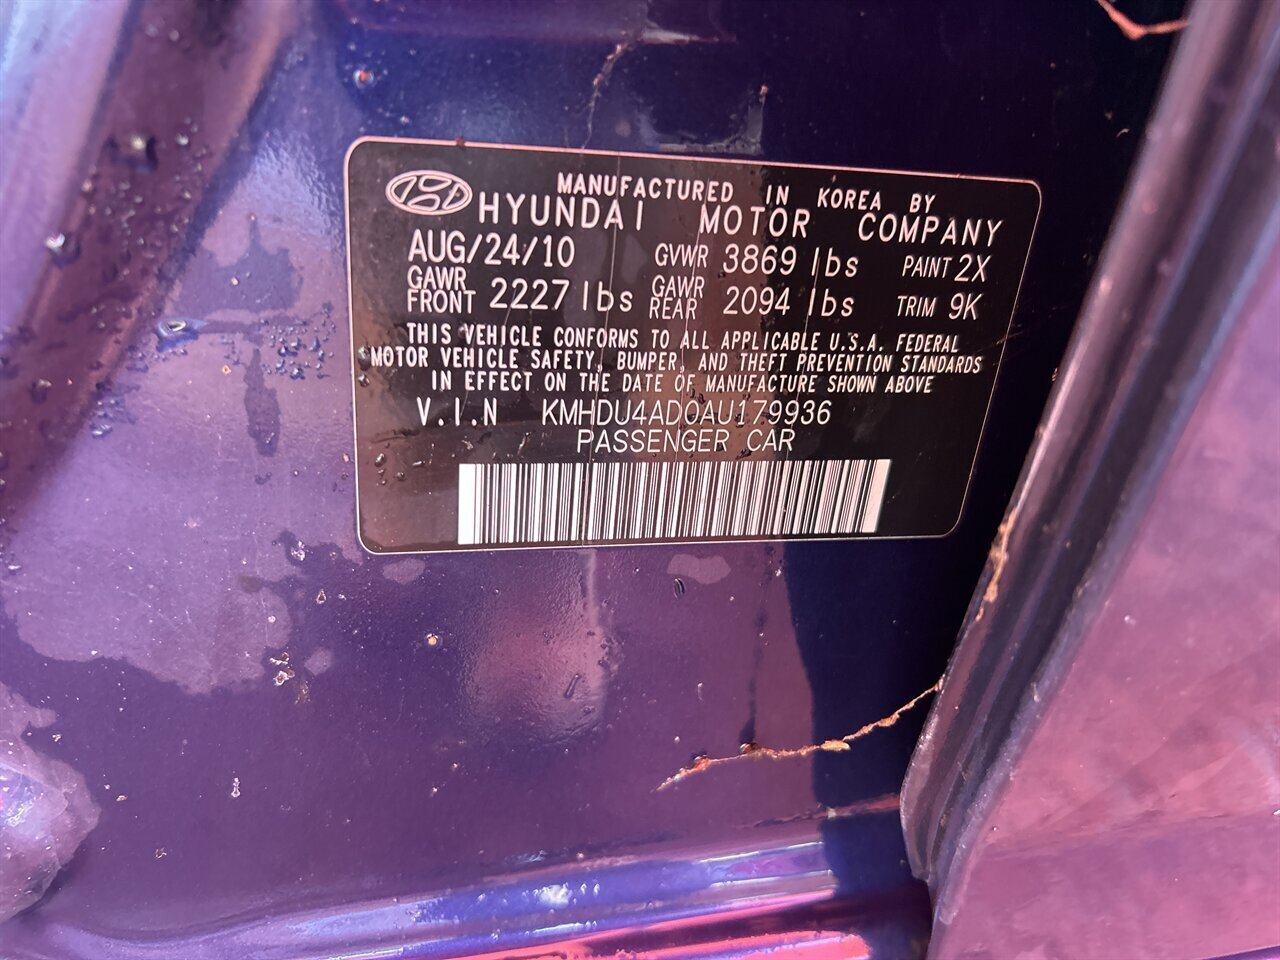 MANUFACTURED IN KOREA BY
HYUNDAI MOTOR COMPANY
AUG/24/10 GVWR 3869 lbs PAINT 2X
GAWR FRONT 2227 lbs GAWR REAR 2094 lbs TRIM 9K
THIS VEHICLE CONFORMS TO ALL APPLICABLE U.S.A. FEDERAL
MOTOR VEHICLE SAFETY, BUMPER, AND THEFT PREVENTION STANDARDS
IN EFFECT ON THE DATE OF MANUFACTURE SHOWN ABOVE
V.I.N KMHDU4AD0AU179936
PASSENGER CAR